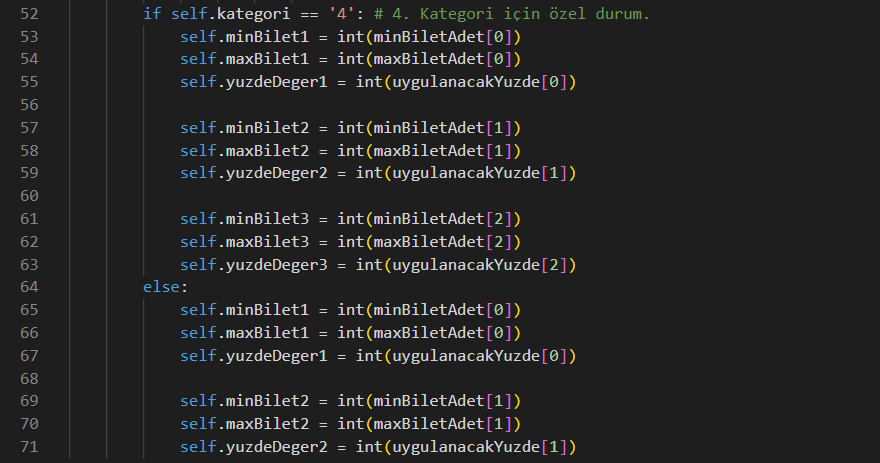 52 if self.kategori == '4': # 4. Kategori için özel durum.
53 self.minBilet1 = int(minBiletAdet[0])
54 self.maxBilet1 = int(maxBiletAdet[0])
55 self.yuzdeDeger1 = int(uygulanacakYuzde[0])
56
57 self.minBilet2 = int(minBiletAdet[1])
58 self.maxBilet2 = int(maxBiletAdet[1])
59 self.yuzdeDeger2 = int(uygulanacakYuzde[1])
60
61 self.minBilet3 = int(minBiletAdet[2])
62 self.maxBilet3 = int(maxBiletAdet[2])
63 self.yuzdeDeger3 = int(uygulanacakYuzde[2])
64 else:
65 self.minBilet1 = int(minBiletAdet[0])
66 self.maxBilet1 = int(maxBiletAdet[0])
67 self.yuzdeDeger1 = int(uygulanacakYuzde[0])
68
69 self.minBilet2 = int(minBiletAdet[1])
70 self.maxBilet2 = int(maxBiletAdet[1])
71 self.yuzdeDeger2 = int(uygulanacakYuzde[1])